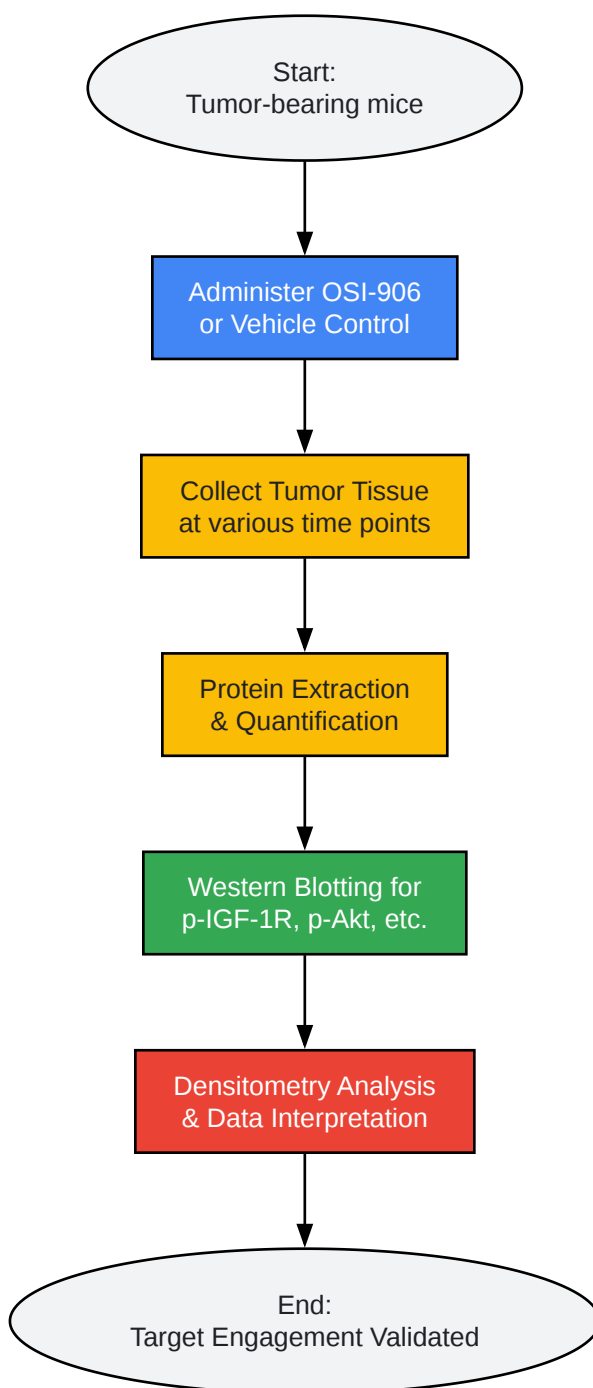 Start:
Tumor-bearing mice
Administer OSI-906
or Vehicle Control
Collect Tumor Tissue
at various time points
Protein Extraction
& Quantification
Western Blotting for
p-IGF-1R, p-Akt, etc.
Densitometry Analysis
& Data Interpretation
End:
Target Engagement Validated